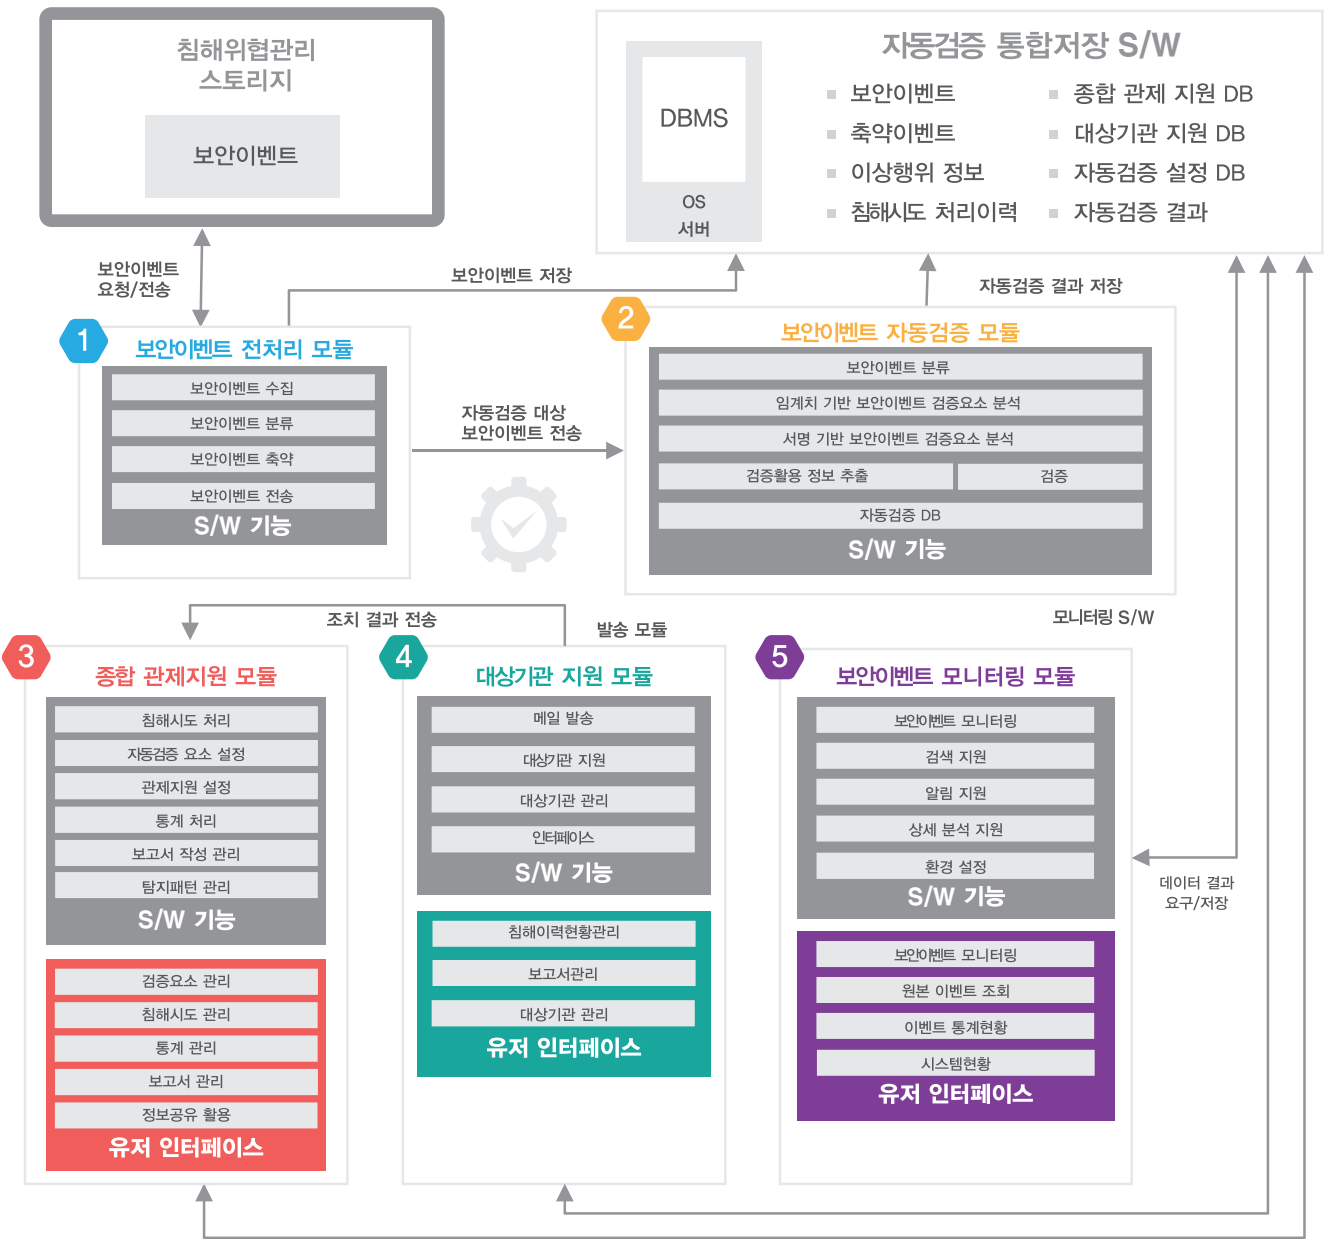 침해위협관리
스토리지
보안이벤트
자동검증 통합저장 S/W
DBMS
OS
서버
보안이벤트
축약이벤트
이상행위 정보
침해시도 처리이력
종합 관제 지원 DB
대상기관 지원 DB
자동검증 설정 DB
자동검증 결과
보안이벤트
요청/전송
보안이벤트 저장
자동검증 결과 저장
1
보안이벤트 전처리 모듈
보안이벤트 수집
보안이벤트 분류
보안이벤트 축약
보안이벤트 전송
S/W 기능
자동검증 대상
보안이벤트 전송
2
보안이벤트 자동검증 모듈
보안이벤트 분류
임계치 기반 보안이벤트 검증요소 분석
서명 기반 보안이벤트 검증요소 분석
검증활용 정보 추출
검증
자동검증 DB
S/W 기능
조치 결과 전송
발송 모듈
모니터링 S/W
3
종합 관제지원 모듈
침해시도 처리
자동검증 요소 설정
관제지원 설정
통계 처리
보고서 작성 관리
탐지패턴 관리
S/W 기능
검증요소 관리
침해시도 관리
통계 관리
보고서 관리
정보공유 활용
유저 인터페이스
4
대상기관 지원 모듈
메일 발송
대상기관 지원
대상기관 관리
인터페이스
S/W 기능
침해이력현황관리
보고서관리
대상기관 관리
유저 인터페이스
5
보안이벤트 모니터링 모듈
보안이벤트 모니터링
검색 지원
알림 지원
상세 분석 지원
환경 설정
S/W 기능
보안이벤트 모니터링
원본 이벤트 조회
이벤트 통계현황
시스템현황
유저 인터페이스
데이터 결과
요구/저장